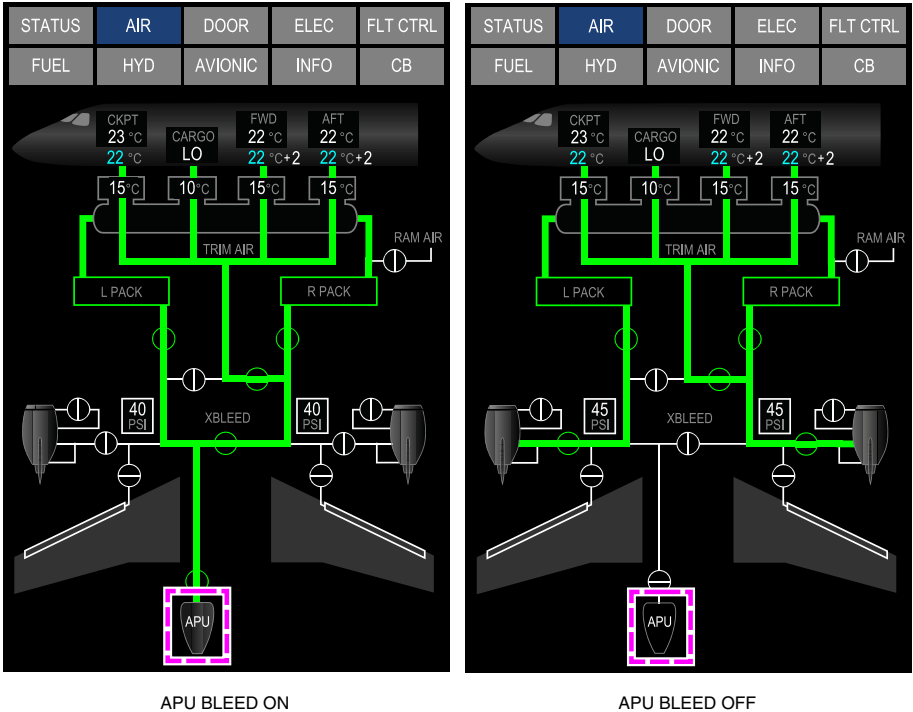 STATUS AIR DOOR ELEC FLT CTRL
FUEL HYD AVIONIC INFO CB
CKPT CARGO FWD AFT
23 °C LO 22 °C 22 °C
22 °C 22 °C+2 22 °C+2
15°C 10°C 15°C 15°C
TRIM AIR
RAM AIR
L PACK R PACK
40 PSI XBLEED 40 PSI
APU
APU BLEED ON
STATUS AIR DOOR ELEC FLT CTRL
FUEL HYD AVIONIC INFO CB
CKPT CARGO FWD AFT
23 °C LO 22 °C 22 °C
22 °C 22 °C+2 22 °C+2
15°C 10°C 15°C 15°C
TRIM AIR
RAM AIR
L PACK R PACK
45 PSI XBLEED 45 PSI
APU
APU BLEED OFF